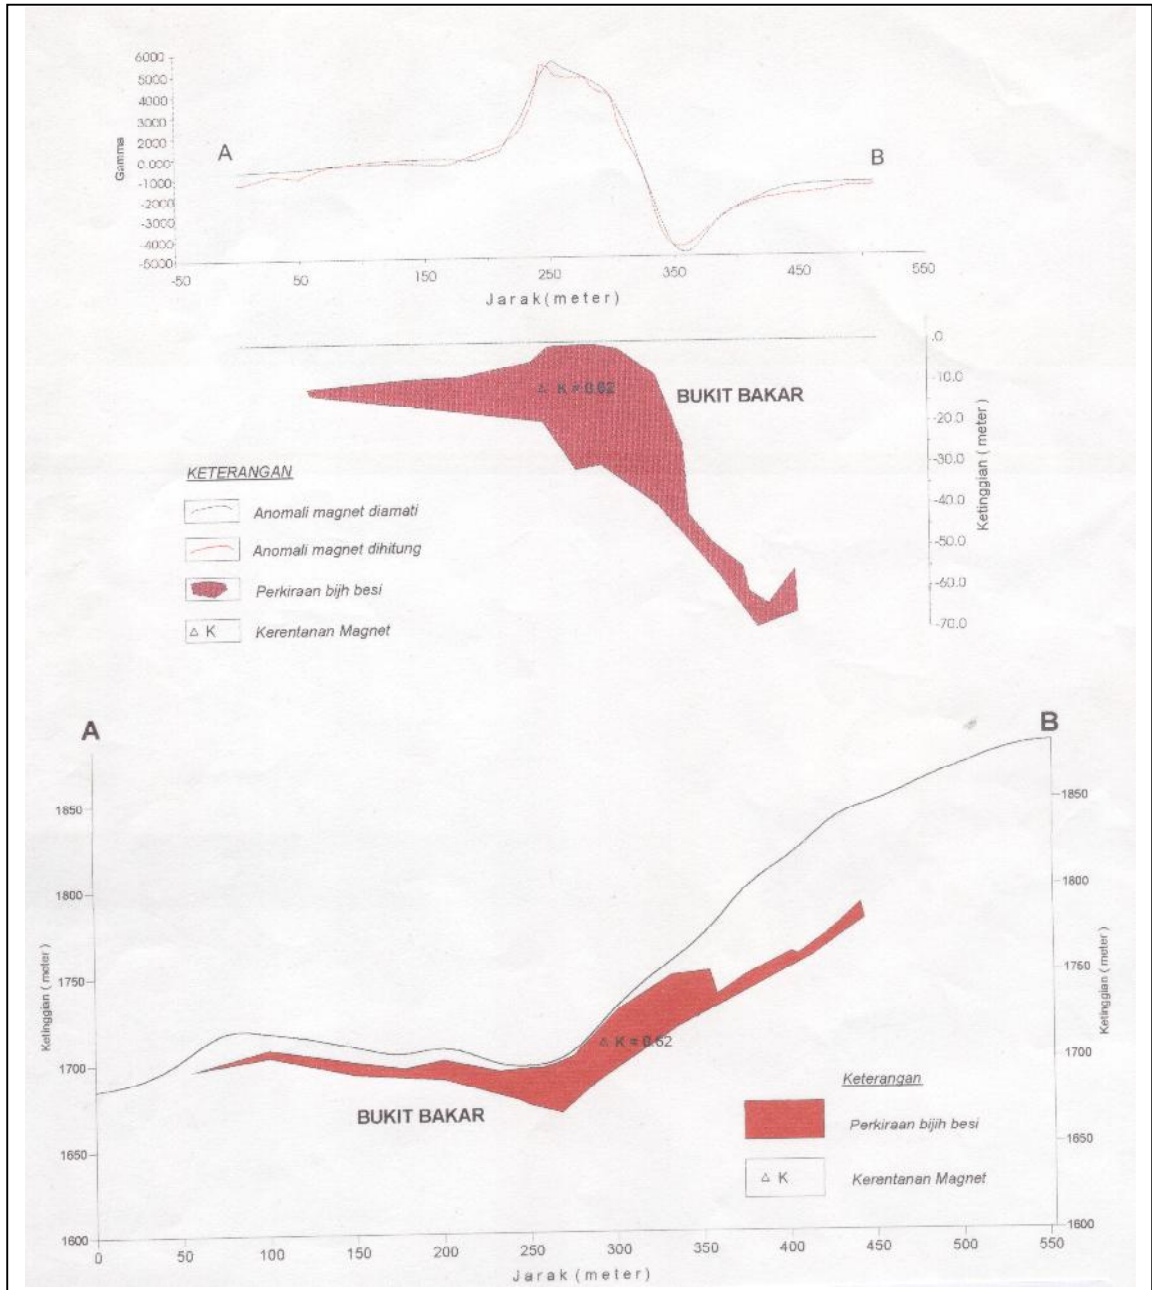 6000
5000
4000
2000
0.000
-1000
-2000
-3000
-4000
-5000
Gamma
A
B
-50
50
150
250
350
450
550
Jarak(meter)
.0
-10.0
-20.0
-30.0
-40.0
-50.0
-60.0
-70.0
Ketinggian ( meter)
△ K = 0.62
BUKIT BAKAR
KETERANGAN
Anomali magnet diamati
Anomali magnet dihitung
Perkiraan bijh besi
△ K
Kerentanan Magnet
A
B
1850
1800
1750
1700
1650
1600
Ketinggian ( meter )
1850
1800
1750
1700
1650
1600
Ketinggian ( meter )
△ K = 0.62
BUKIT BAKAR
Keterangan
Perkiraan bijih besi
△ K
Kerentanan Magnet
0
50
100
150
200
250
300
350
400
450
500
550
Jarak (meter)